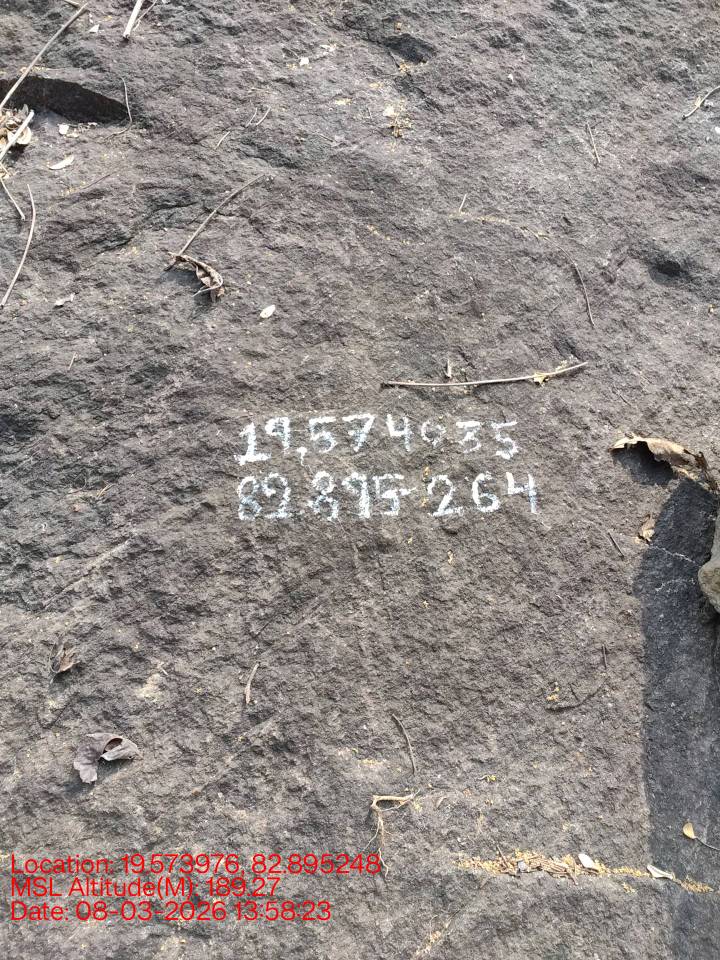 19.574035
82.895264
Location: 19.573976, 82.895248
MSL Altitude(M): 189.27
Date: 08-03-2026 13:58:23